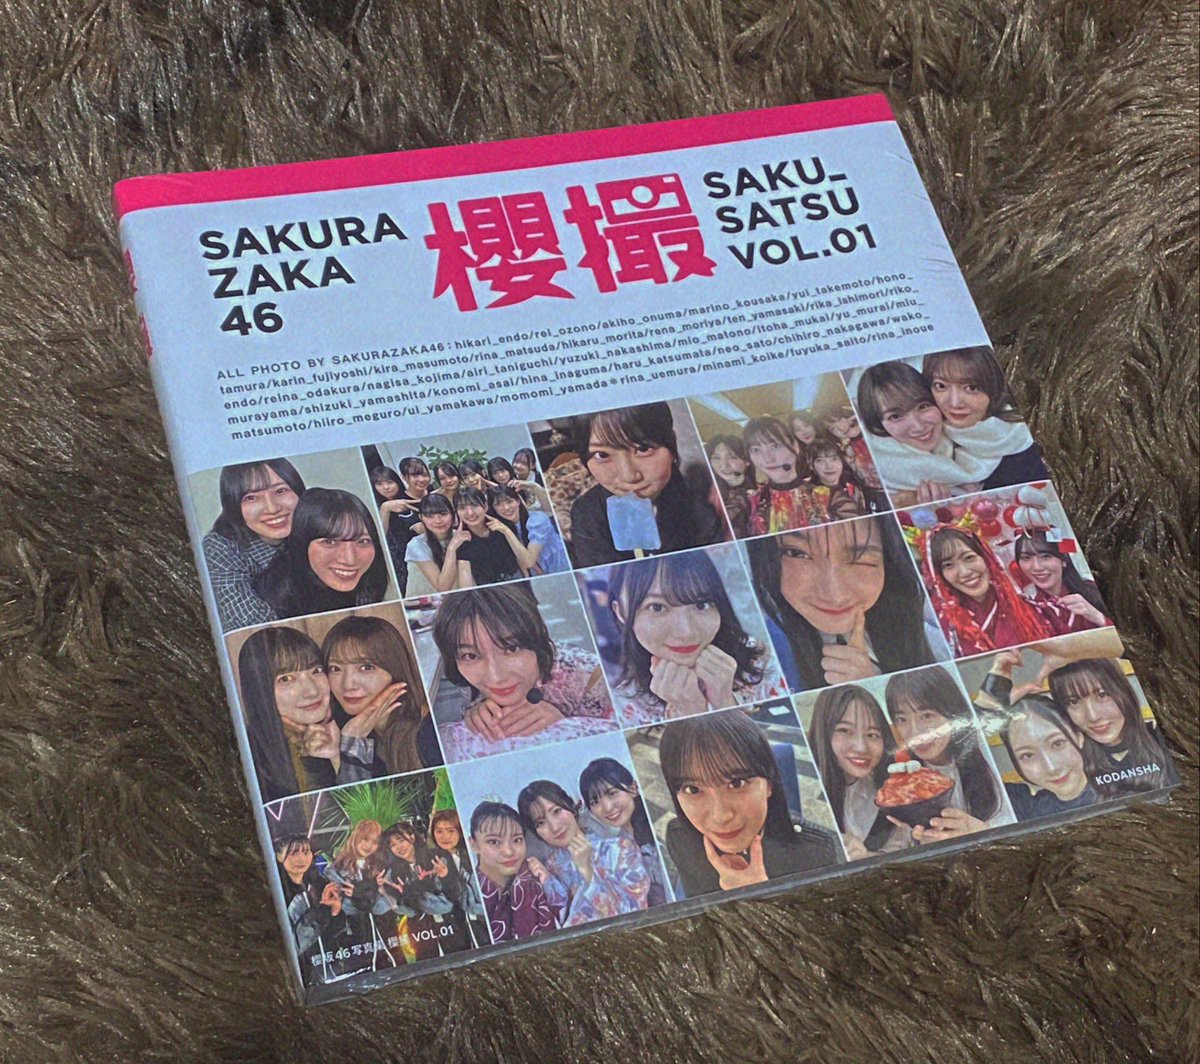 SAKURA
ZAKA
46
櫻撮
SAKU_
SATSU
VOL.01
ALL PHOTO BY SAKURAZAKA46:hikari_endo/rei_ozono/akiho_onuma/marino_kousaka/yui_takemoto/hono_
tamura/karin_fujiyoshi/kira_masumoto/rina_matsuda/hikaru_morita/rena_moriya/ten_yamasaki/rika_ishimori/riko_
endo/reina_odakura/nagisa_kojima/airi_taniguchi/yuzuki_nakashima/mio_matono/itoha_mukai/yu_murai/miu_
murayama/shizuki_yamashita/konomi_asai/hina_inaguma/haru_katsumata/neo_sato/chihiro_nakagawa/wako_
matsumoto/hiiro_meguro/ui_yamakawa/momomi_yamada＊rina_uemura/minami_koike/fuyuka_saito/rina_inoue
KODANSHA
櫻坂46写真集 櫻撮 VOL.01